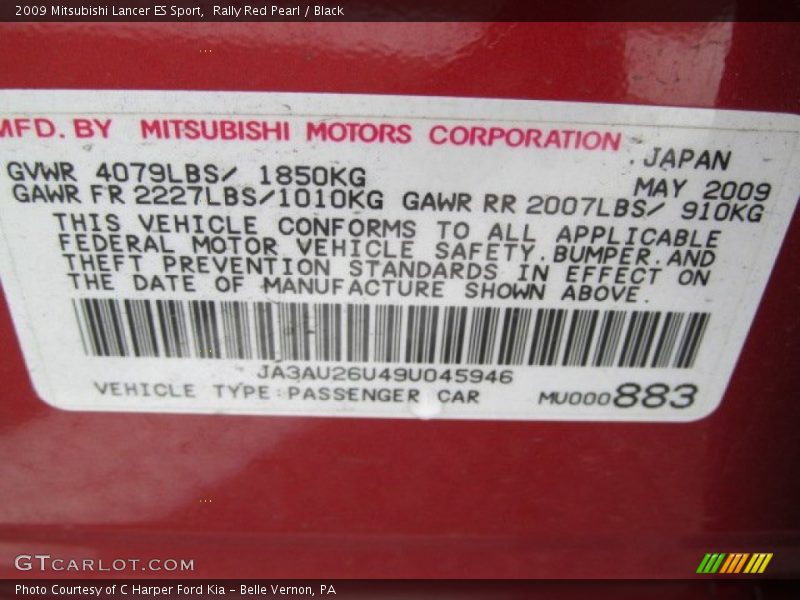 2009 Mitsubishi Lancer ES Sport,  Rally Red Pearl / Black
MFD. BY MITSUBISHI MOTORS CORPORATION
.JAPAN
GVWR 4079LBS/ 1850KG
MAY 2009
GAWR FR 2227LBS/1010KG GAWR RR 2007LBS/ 910KG
THIS VEHICLE CONFORMS TO ALL APPLICABLE
FEDERAL MOTOR VEHICLE SAFETY.BUMPER.AND
THEFT PREVENTION STANDARDS IN EFFECT ON
THE DATE OF MANUFACTURE SHOWN ABOVE.
JA3AU26U49U045946
VEHICLE TYPE:PASSENGER CAR MU000883
GTCARLOT.COM
Photo Courtesy of C Harper Ford Kia - Belle Vernon, PA